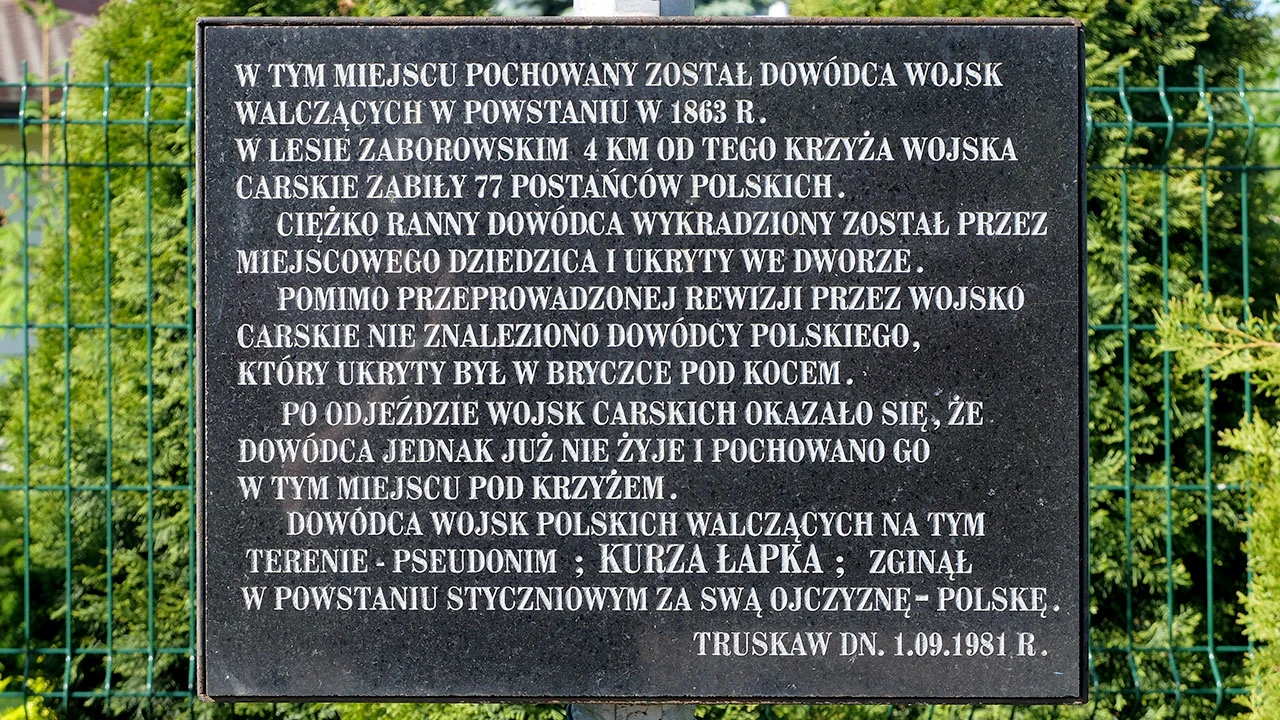 W TYM MIEJSCU POCHOWANY ZOSTAŁ DOWÓDCA WOJSK
WALCZĄCYCH W POWSTANIU W 1863 R.
W LESIE ZABOROWSKIM 4 KM OD TEGO KRZYŻA WOJSKA
CARSKIE ZABIŁY 77 POSTAŃCÓW POLSKICH.
CIĘŻKO RANNY DOWÓDCA WYKRADZIONY ZOSTAŁ PRZEZ
MIEJSCOWEGO DZIEDZICA I UKRYTY WE DWORZE.
POMIMO PRZEPROWADZONEJ REWIZJI PRZEZ WOJSKO
CARSKIE NIE ZNALEZIONO DOWÓDCY POLSKIEGO,
KTÓRY UKRYTY BYŁ W BRYCZCE POD KOCEM.
PO ODJEŹDZIE WOJSK CARSKICH OKAZAŁO SIĘ, ŻE
DOWÓDCA JEDNAK JUŻ NIE ŻYJE I POCHOWANO GO
W TYM MIEJSCU POD KRZYŻEM.
DOWÓDCA WOJSK POLSKICH WALCZĄCYCH NA TYM
TERENIE - PSEUDONIM ; KURZA ŁAPKA ; ZGINĄŁ
W POWSTANIU STYCZNIOWYM ZA SWĄ OJCZYZNĘ - POLSKĘ.
TRUSKAW DN. 1.09.1981 R.